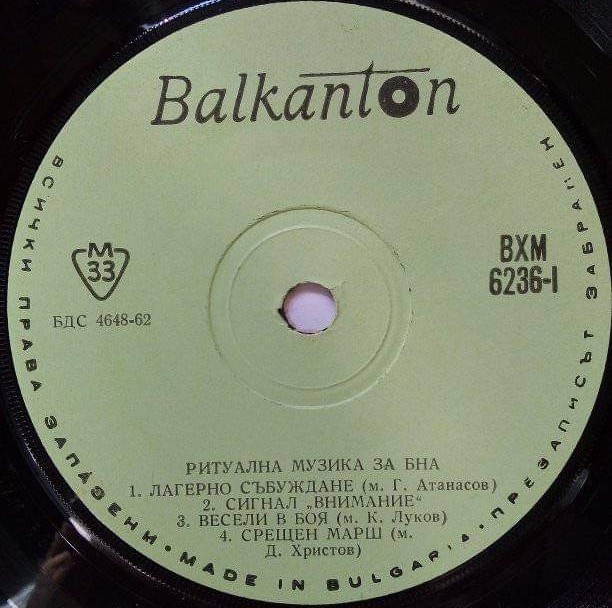 Balkanton
М
33
БДС 4648-62
ВХМ
6236-I
РИТУАЛНА МУЗИКА ЗА БНА
1. ЛАГЕРНО СЪБУЖДАНЕ (м. Г. Атанасов)
2. СИГНАЛ „ВНИМАНИЕ“
3. ВЕСЕЛИ В БОЯ (м. К. Луков)
4. СРЕЩЕН МАРШ (м.
Д. Христов)
ВСИЧКИ ПРАВА ЗАПАЗЕНИ • MADE IN BULGARIA • ПРЕЗАПИСЪТ ЗАБРАНЕН